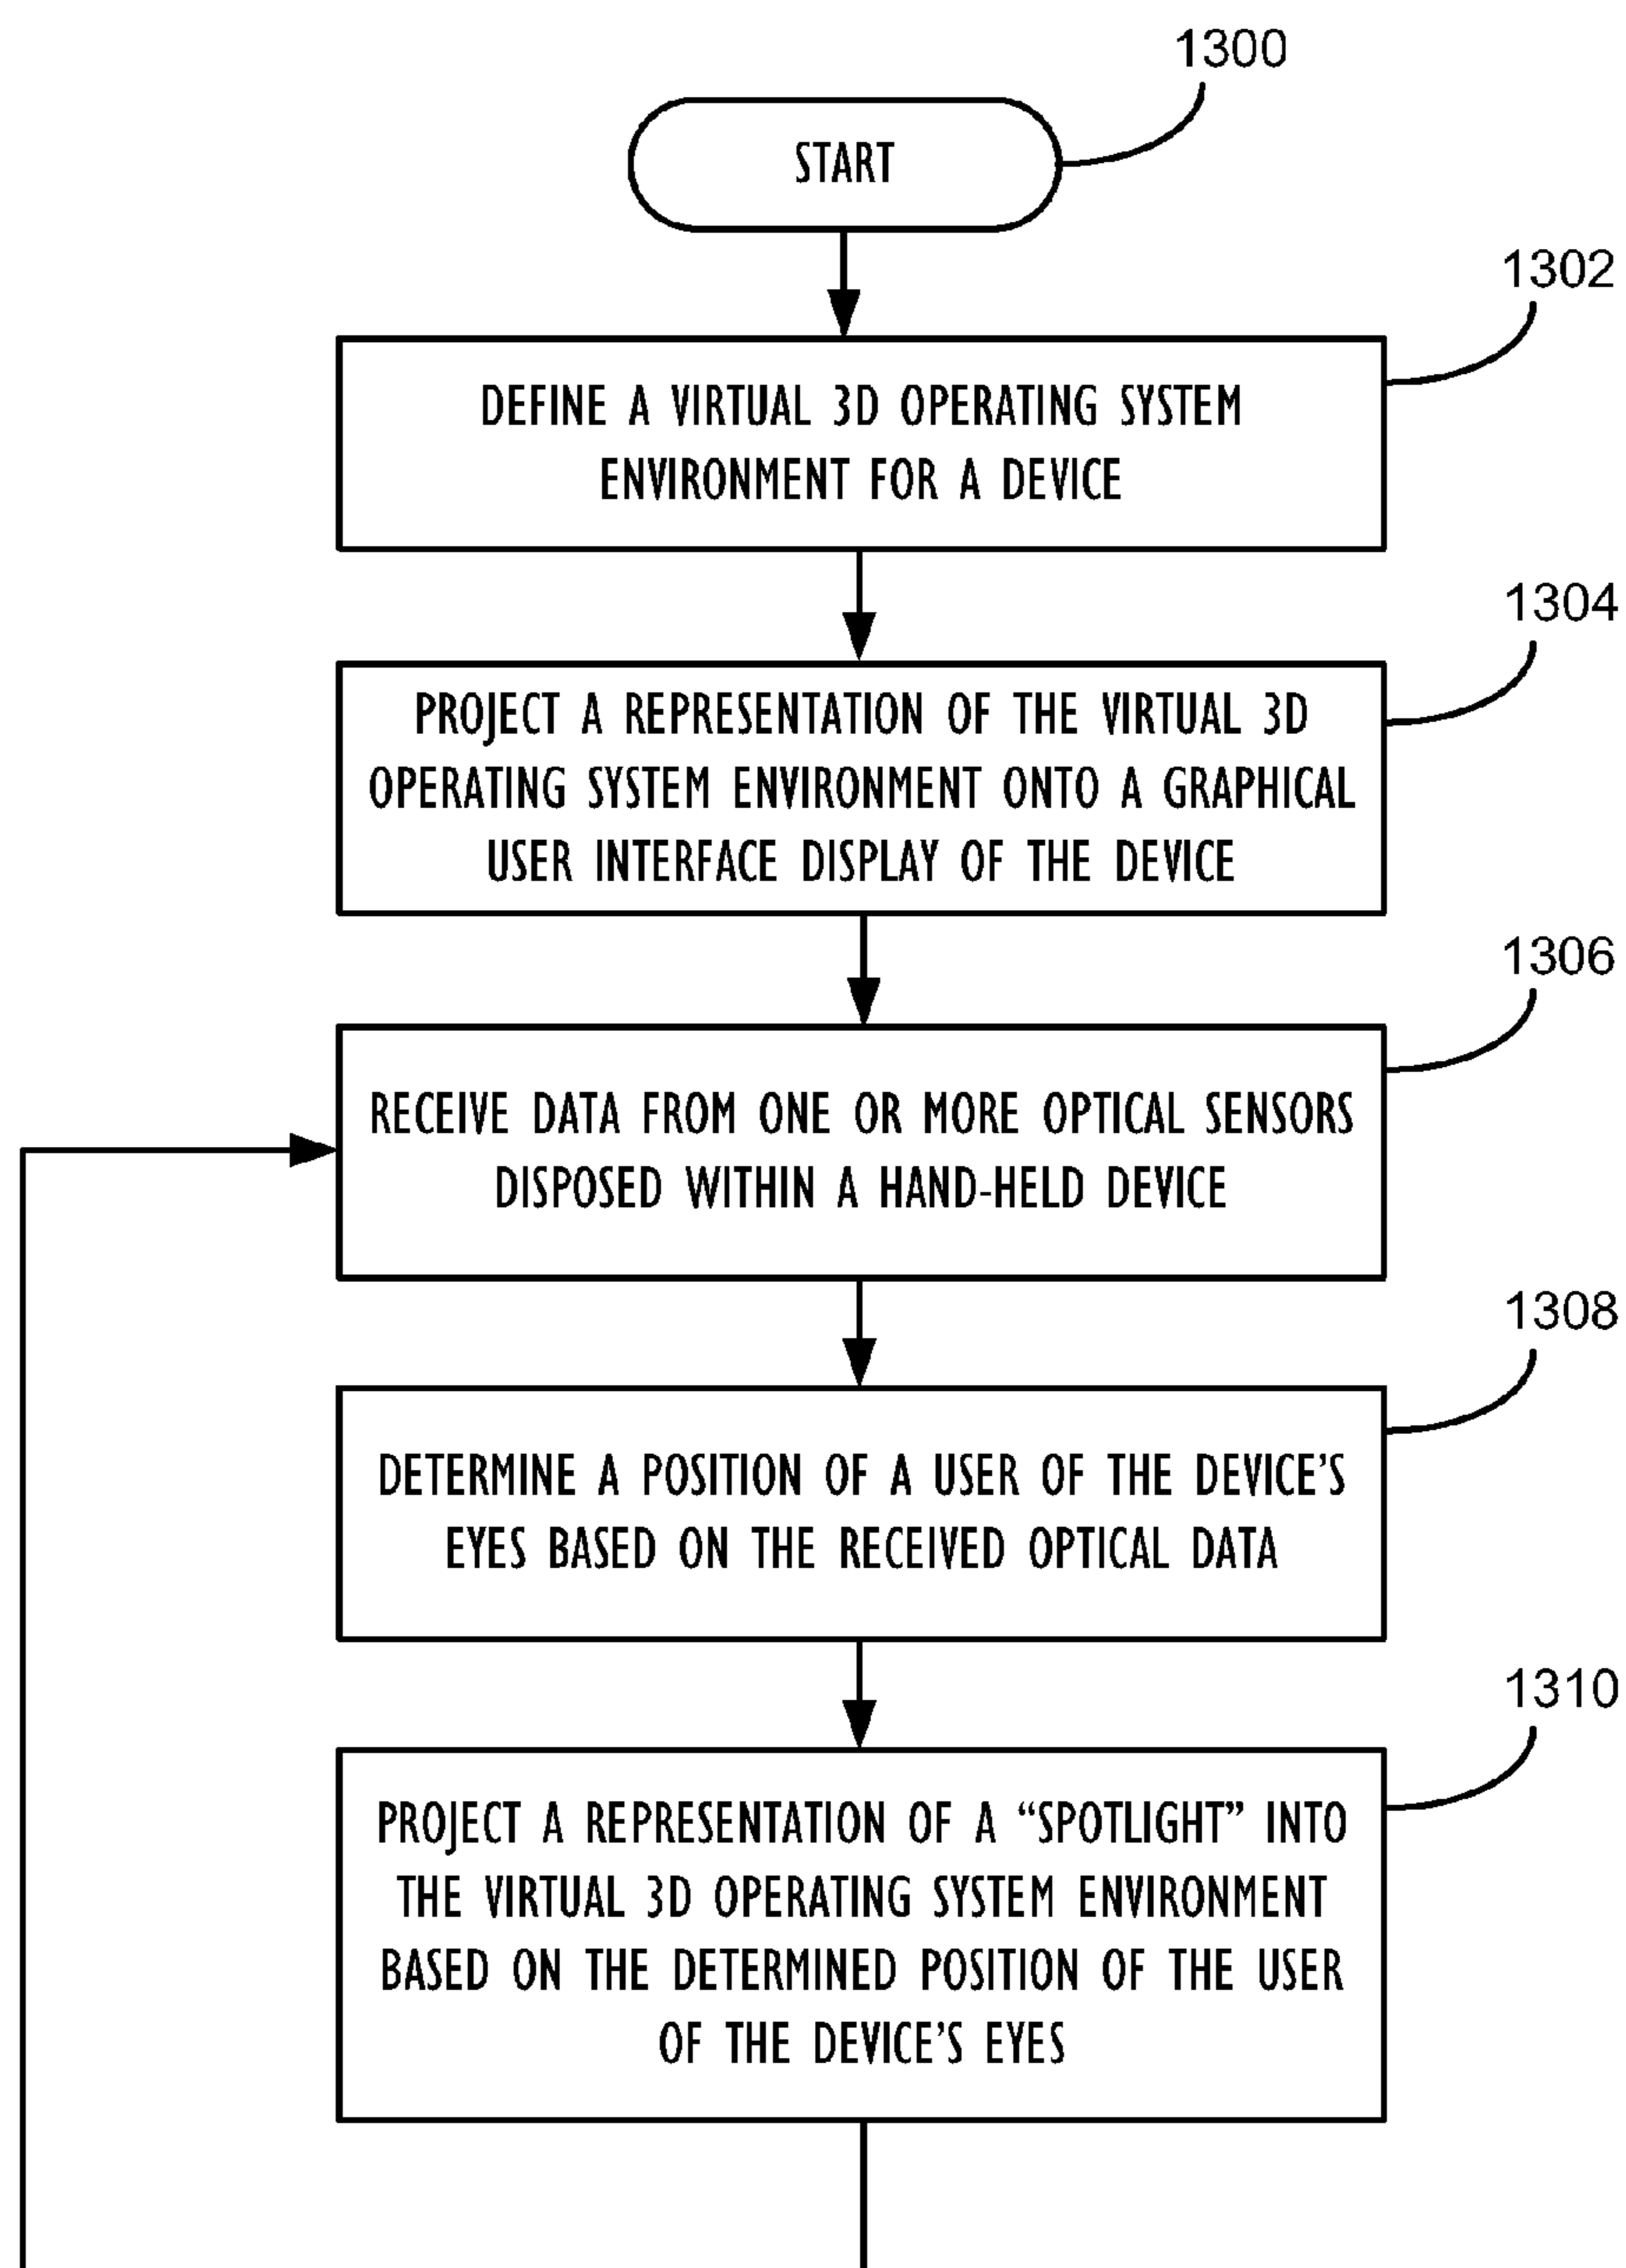 1300
START
1302
DEFINE A VIRTUAL 3D OPERATING SYSTEM
ENVIRONMENT FOR A DEVICE
1304
PROJECT A REPRESENTATION OF THE VIRTUAL 3D
OPERATING SYSTEM ENVIRONMENT ONTO A GRAPHICAL
USER INTERFACE DISPLAY OF THE DEVICE
1306
RECEIVE DATA FROM ONE OR MORE OPTICAL SENSORS
DISPOSED WITHIN A HAND-HELD DEVICE
1308
DETERMINE A POSITION OF A USER OF THE DEVICE’S
EYES BASED ON THE RECEIVED OPTICAL DATA
1310
PROJECT A REPRESENTATION OF A “SPOTLIGHT” INTO
THE VIRTUAL 3D OPERATING SYSTEM ENVIRONMENT
BASED ON THE DETERMINED POSITION OF THE USER
OF THE DEVICE’S EYES